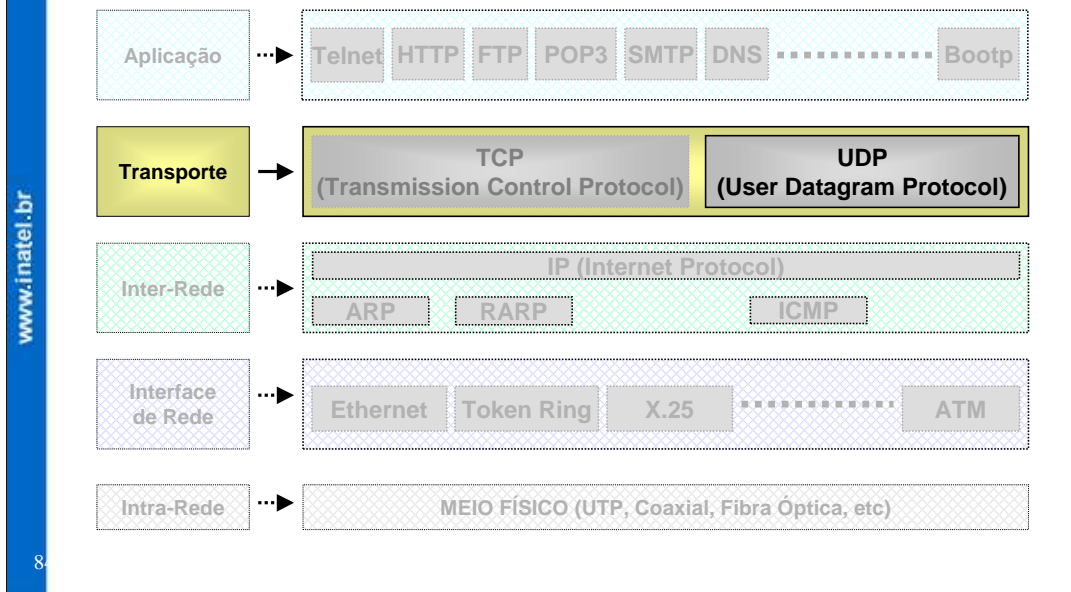 Aplicação
Telnet HTTP FTP POP3 SMTP DNS Bootp
Transporte
TCP
(Transmission Control Protocol)
UDP
(User Datagram Protocol)
Inter-Rede
IP (Internet Protocol)
ARP RARP ICMP
Interface
de Rede
Ethernet Token Ring X.25 ATM
Intra-Rede
MEIO FÍSICO (UTP, Coaxial, Fibra Óptica, etc)
www.inatel.br